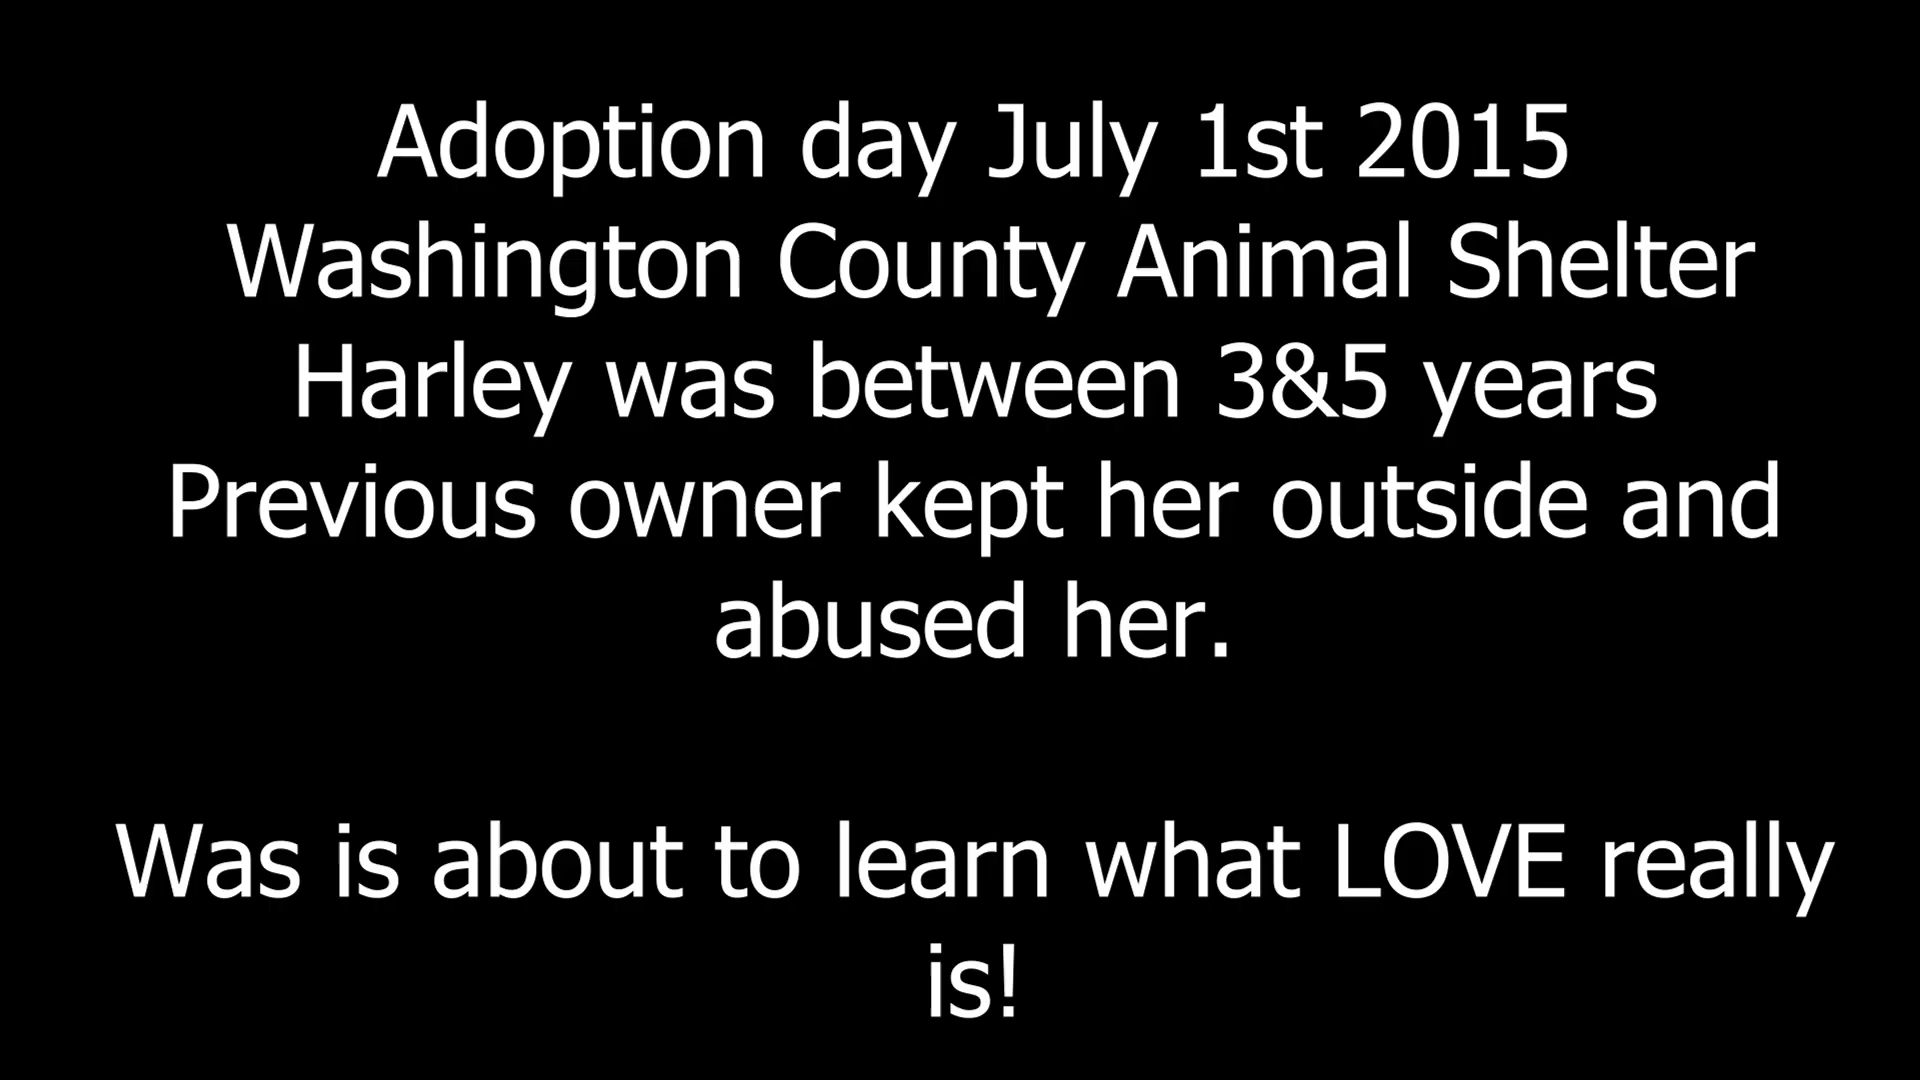 Adoption day July 1st 2015
Washington County Animal Shelter
Harley was between 3&5 years
Previous owner kept her outside and
abused her.
Was is about to learn what LOVE really
is!